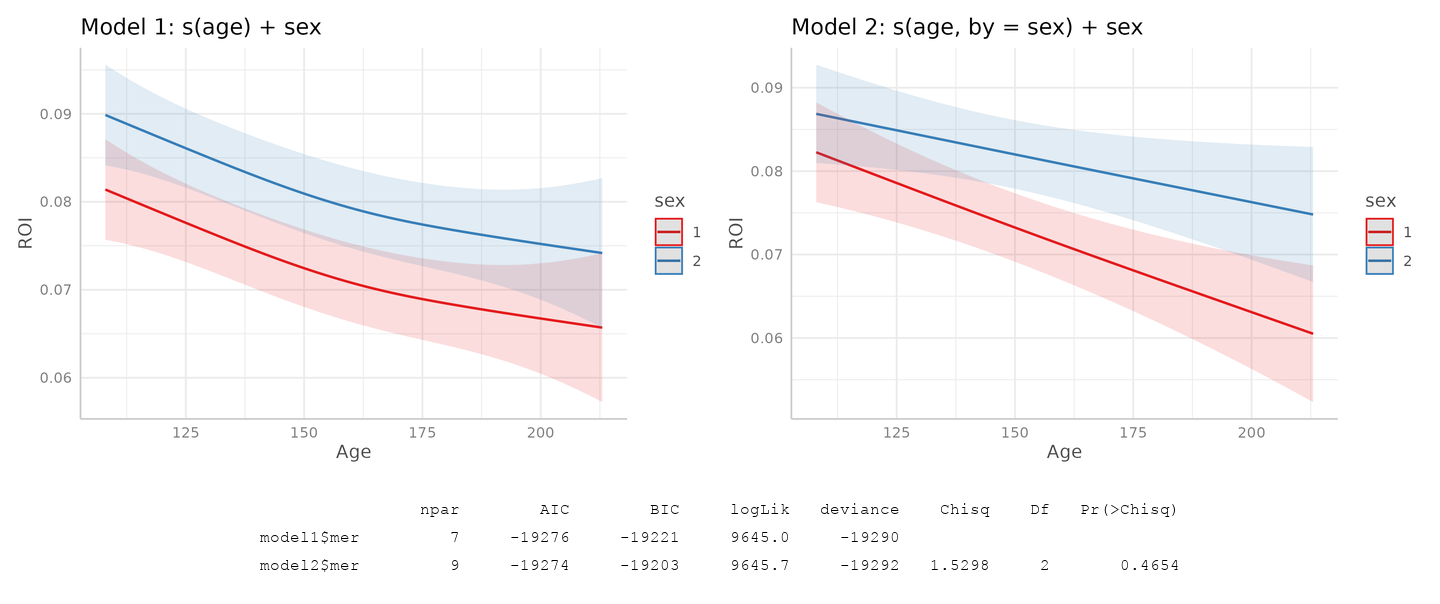 Model 1: s(age) + sex
0.09
0.08
0.07
0.06
ROI
125 150 175 200
Age
sex
1
2
Model 2: s(age, by = sex) + sex
0.09
0.08
0.07
0.06
ROI
125 150 175 200
Age
sex
1
2
npar AIC BIC logLik deviance Chisq Df Pr(>Chisq)
model1$mer 7 -19276 -19221 9645.0 -19290
model2$mer 9 -19274 -19203 9645.7 -19292 1.5298 2 0.4654